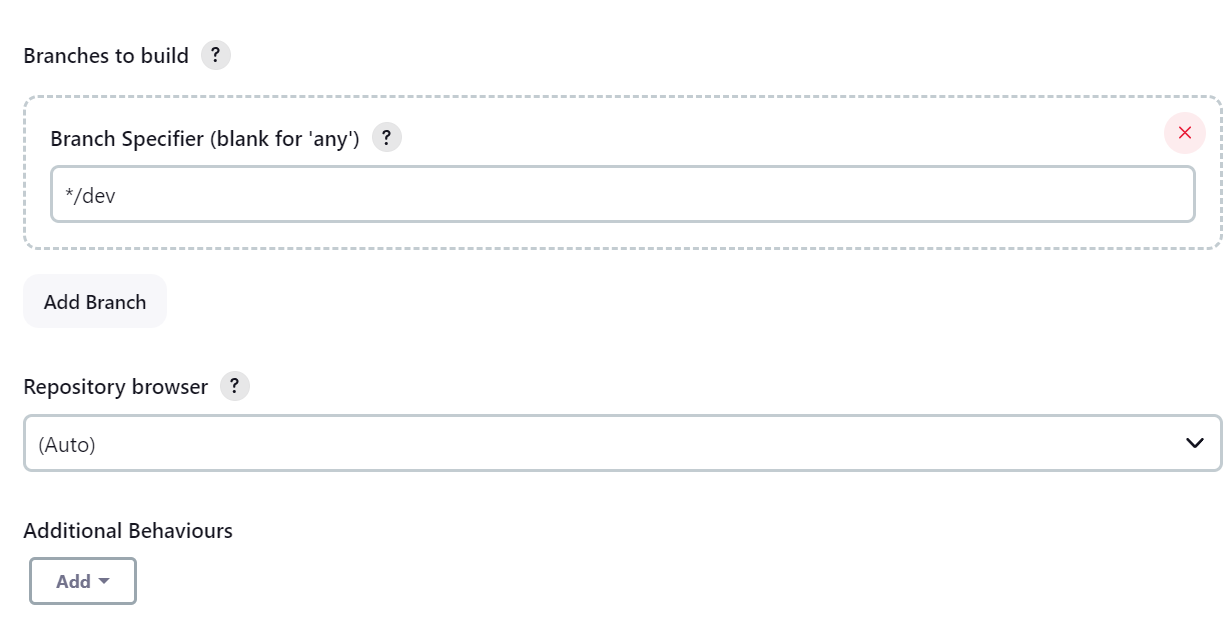 Branches to build ?
Branch Specifier (blank for 'any') ?
*/dev
Add Branch
Repository browser ?
(Auto)
Additional Behaviours
Add